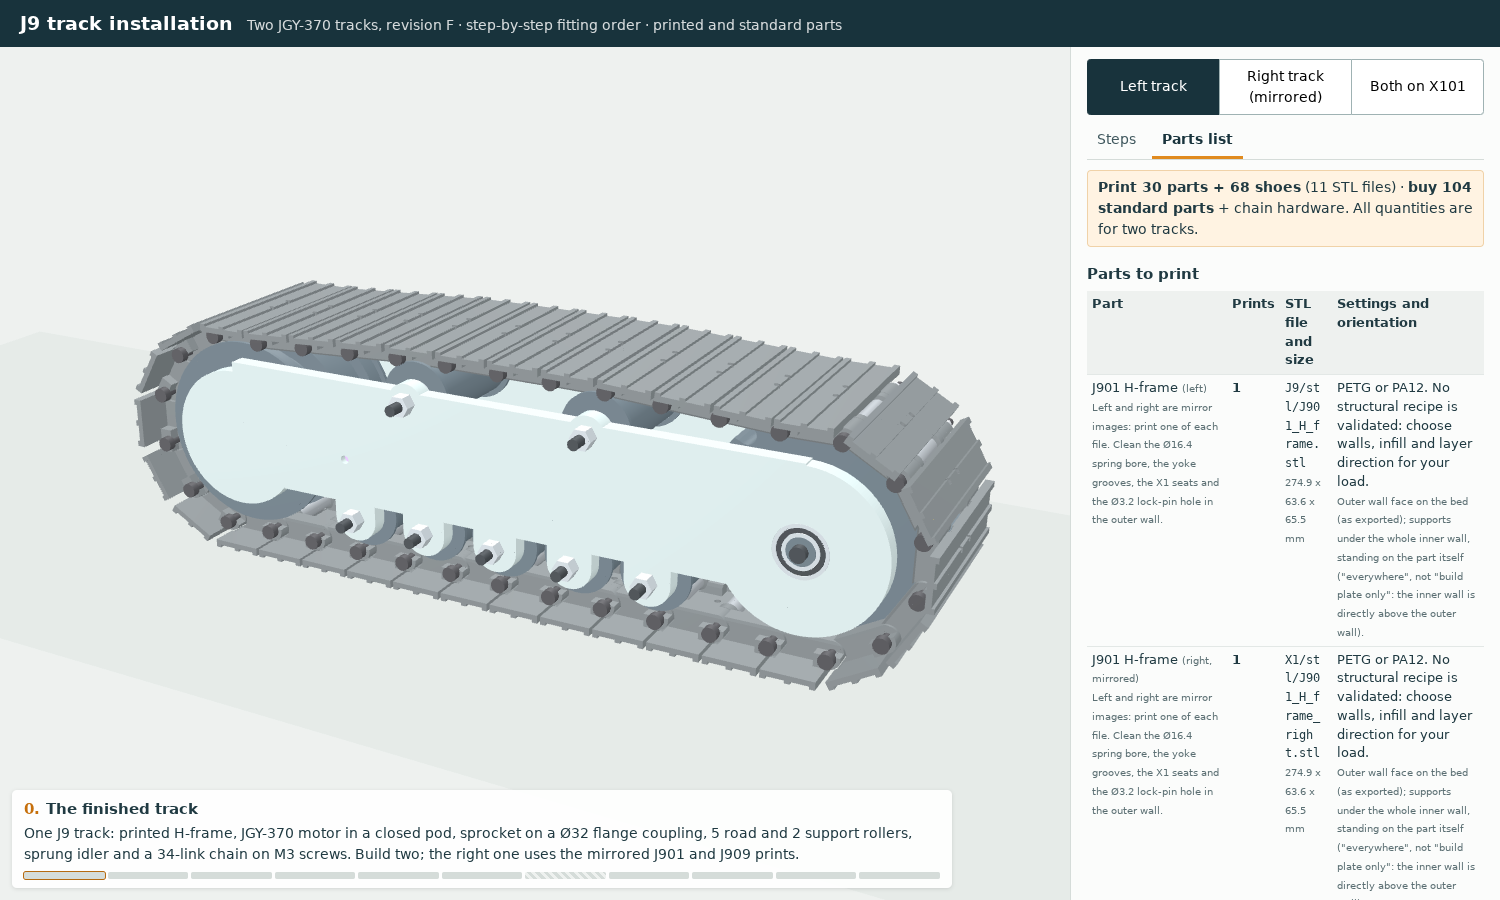 J9 track installation
Two JGY-370 tracks, revision F · step-by-step fitting order · printed and standard parts
Left track
Right track
(mirrored)
Both on X101
Steps
Parts list
Print 30 parts + 68 shoes (11 STL files) · buy 104
standard parts + chain hardware. All quantities are
for two tracks.
Parts to print
Part
Prints
STL
file
and
size
Settings and
orientation
J901 H-frame (left)
Left and right are mirror
images: print one of each
file. Clean the Ø16.4
spring bore, the yoke
grooves, the X1 seats and
the Ø3.2 lock-pin hole in
the outer wall.
1
J9/st
l/J90
1_H_f
rame.
stl
274.9 x
63.6 x
65.5
mm
PETG or PA12. No
structural recipe is
validated: choose
walls, infill and layer
direction for your
load.
Outer wall face on the bed
(as exported); supports
under the whole inner wall,
standing on the part itself
("everywhere", not "build
plate only": the inner wall is
directly above the outer
wall).
J901 H-frame (right,
mirrored)
Left and right are mirror
images: print one of each
file. Clean the Ø16.4
spring bore, the yoke
grooves, the X1 seats and
the Ø3.2 lock-pin hole in
the outer wall.
1
X1/st
l/J90
1_H_f
rame_
righ
t.stl
274.9 x
63.6 x
65.5
mm
PETG or PA12. No
structural recipe is
validated: choose
walls, infill and layer
direction for your
load.
Outer wall face on the bed
(as exported); supports
under the whole inner wall,
standing on the part itself
("everywhere", not "build
plate only": the inner wall is
directly above the outer
0. The finished track
One J9 track: printed H-frame, JGY-370 motor in a closed pod, sprocket on a Ø32 flange coupling, 5 road and 2 support rollers,
sprung idler and a 34-link chain on M3 screws. Build two; the right one uses the mirrored J901 and J909 prints.